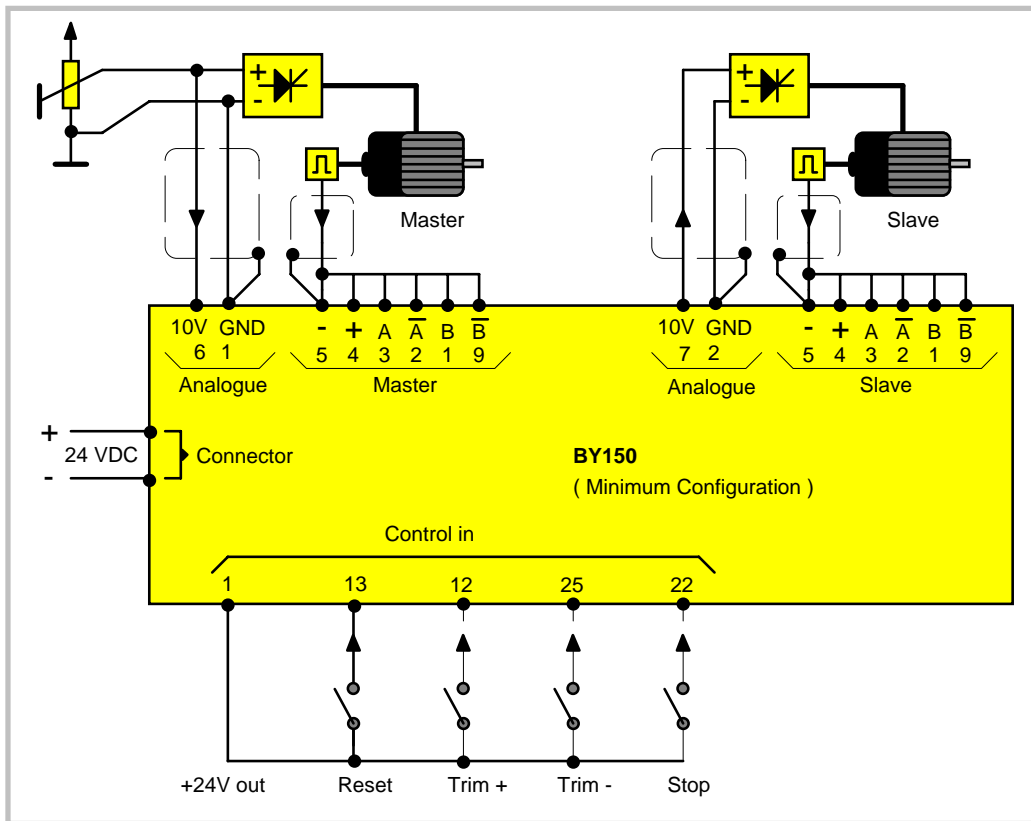 +
-
+
-
Master
Slave
10V GND - + A A̅ B B̅
6 1 5 4 3 2 1 9
Analogue Master
10V GND - + A A̅ B B̅
7 2 5 4 3 2 1 9
Analogue Slave
+
24 VDC Connector
-
BY150
( Minimum Configuration )
Control in
1 13 12 25 22
+24V out Reset Trim + Trim - Stop